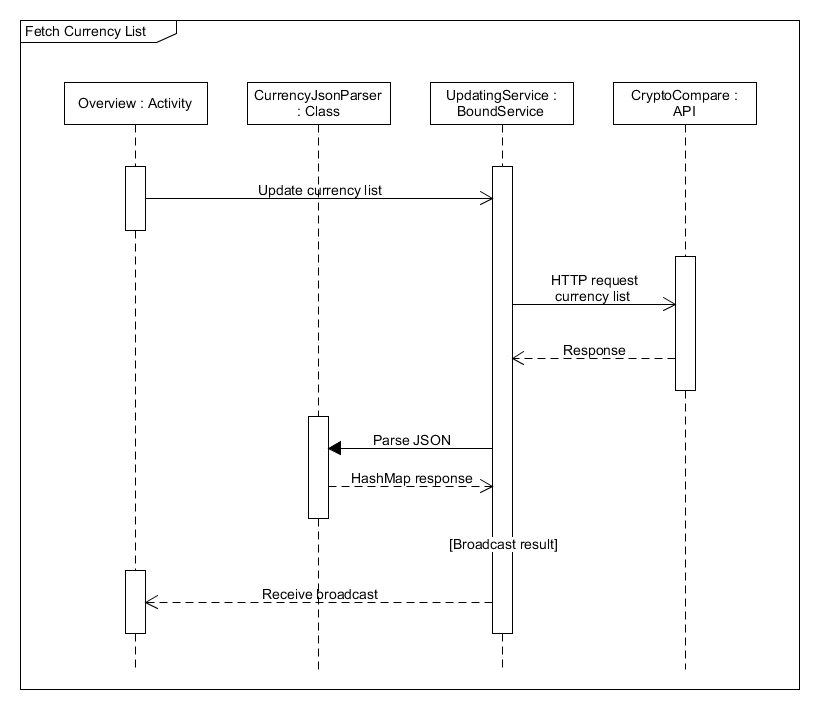 Fetch Currency List
Overview : Activity
CurrencyJsonParser
: Class
UpdatingService :
BoundService
CryptoCompare :
API
Update currency list
HTTP request
currency list
Response
Parse JSON
HashMap response
[Broadcast result]
Receive broadcast